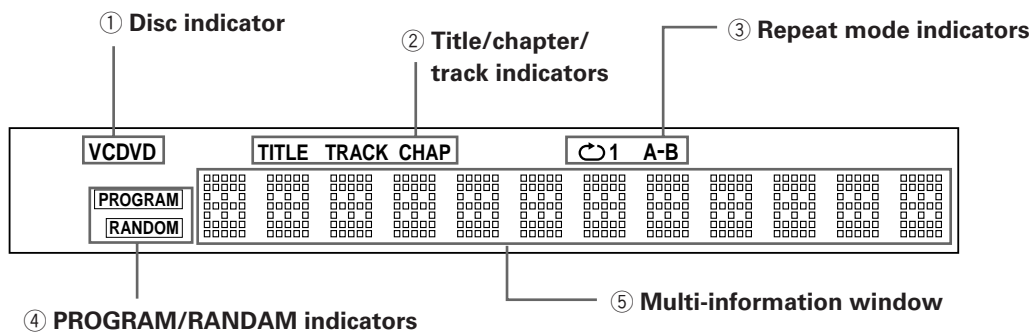 ① Disc indicator
② Title/chapter/
track indicators
③ Repeat mode indicators
VCDVD
TITLE TRACK CHAP
1 A-B
PROGRAM
RANDOM
④ PROGRAM/RANDAM indicators
⑤ Multi-information window